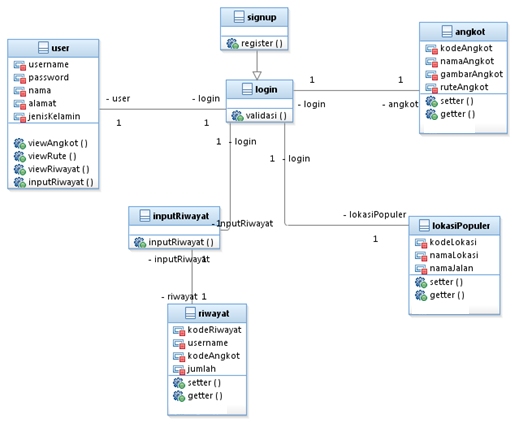 signup
register ()
user
username
password
nama
alamat
jenisKelamin
viewAngkot ()
viewRute ()
viewRiwayat ()
inputRiwayat ()
- user
1
- login
1
login
validasi ()
1
- login
1
- angkot
angkot
kodeAngkot
namaAngkot
gambarAngkot
ruteAngkot
setter ()
getter ()
1 - login
1
- login
inputRiwayat
inputRiwayat ()
1
- inputRiwayat
- inputRiwayat
1
- riwayat 1
riwayat
kodeRiwayat
username
kodeAngkot
jumlah
setter ()
getter ()
- lokasiPopuler
1
lokasiPopuler
kodeLokasi
namaLokasi
namaJalan
setter ()
getter ()